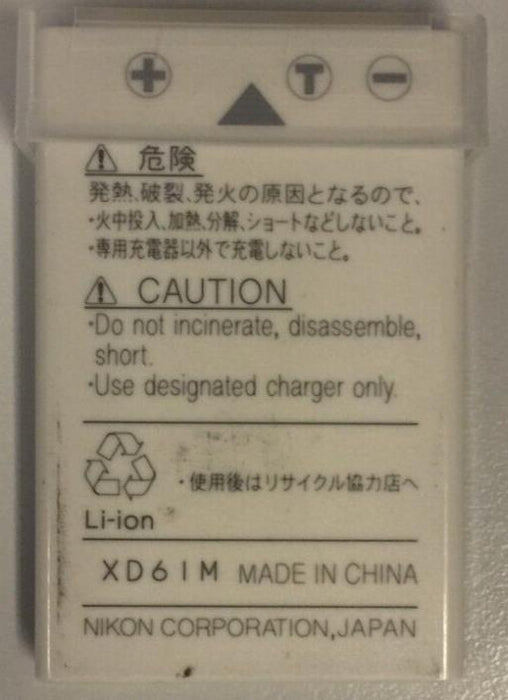 + T -
危険
発熱、破裂、発火の原因となるので、
・火中投入、加熱、分解、ショートなどしないこと。
・専用充電器以外で充電しないこと。
CAUTION
·Do not incinerate, disassemble,
short.
·Use designated charger only.
・使用後はリサイクル協力店へ
Li-ion
XD61M MADE IN CHINA
NIKON CORPORATION,JAPAN